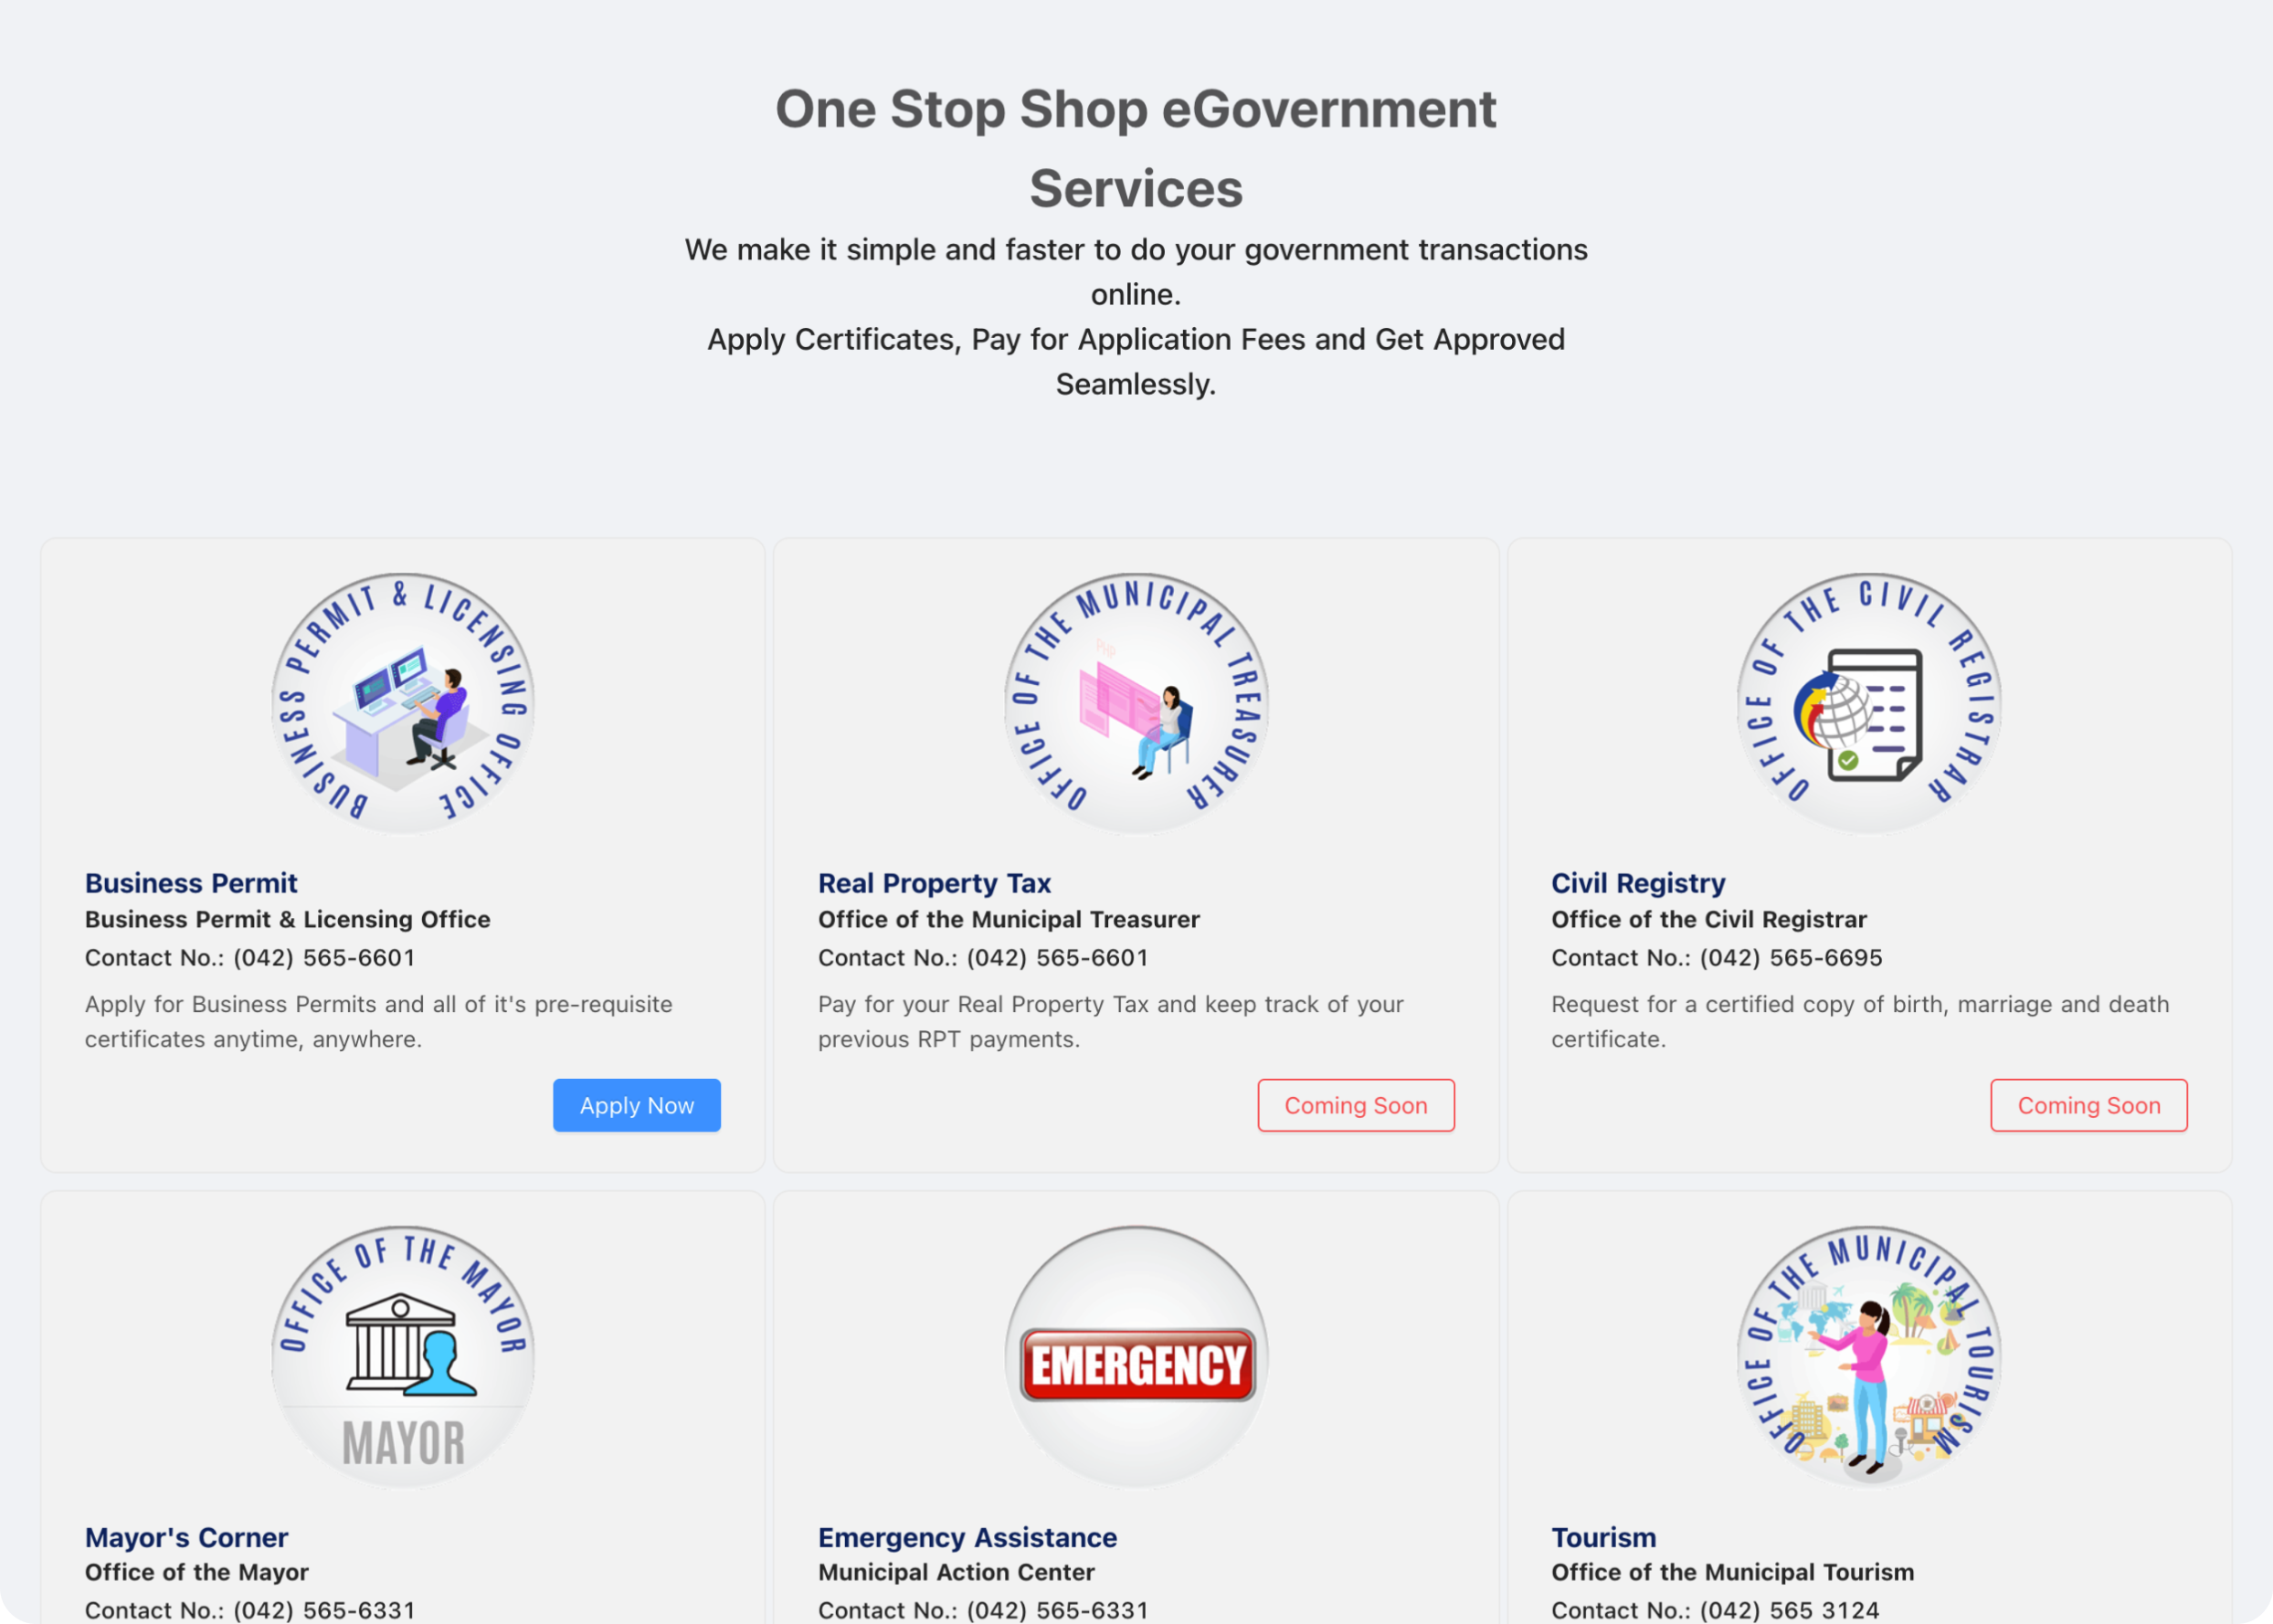 One Stop Shop eGovernment
Services
We make it simple and faster to do your government transactions
online.
Apply Certificates, Pay for Application Fees and Get Approved
Seamlessly.
BUSINESS PERMIT & LICENSING OFFICE
Business Permit
Business Permit & Licensing Office
Contact No.: (042) 565-6601
Apply for Business Permits and all of it's pre-requisite
certificates anytime, anywhere.
Apply Now
OFFICE OF THE MUNICIPAL TREASURER
PHP
Real Property Tax
Office of the Municipal Treasurer
Contact No.: (042) 565-6601
Pay for your Real Property Tax and keep track of your
previous RPT payments.
Coming Soon
OFFICE OF THE CIVIL REGISTRAR
Civil Registry
Office of the Civil Registrar
Contact No.: (042) 565-6695
Request for a certified copy of birth, marriage and death
certificate.
Coming Soon
OFFICE OF THE MAYOR
MAYOR
Mayor's Corner
Office of the Mayor
Contact No.: (042) 565-6331
EMERGENCY
Emergency Assistance
Municipal Action Center
Contact No.: (042) 565-6331
OFFICE OF THE MUNICIPAL TOURISM
Tourism
Office of the Municipal Tourism
Contact No.: (042) 565 3124